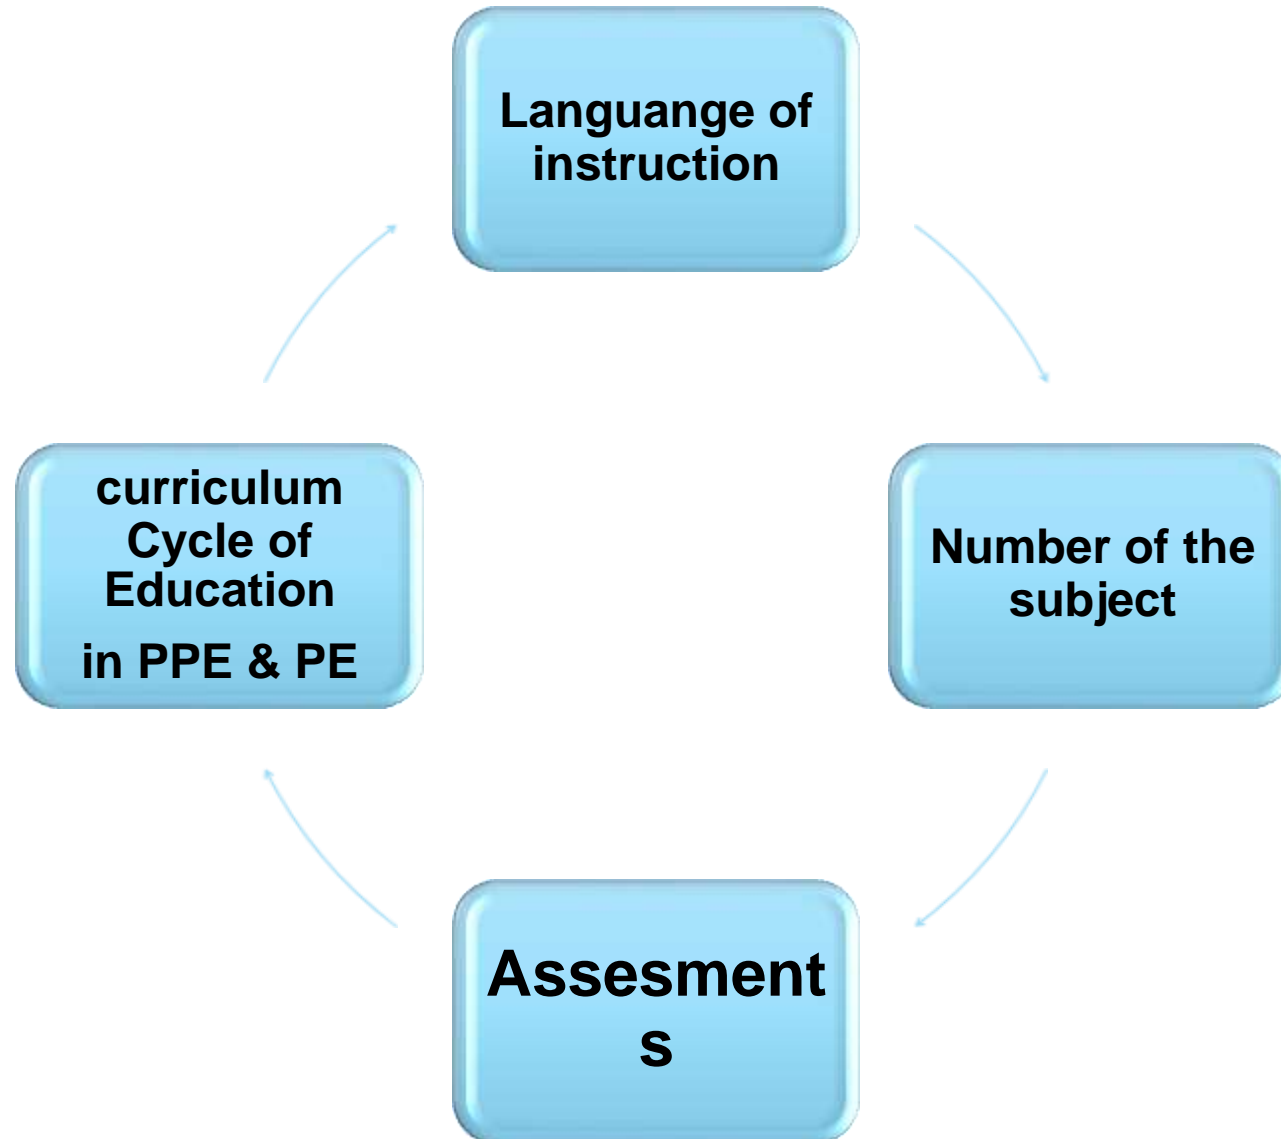 Languange of
instruction
Number of the
subject
Assesment
s
curriculum
Cycle of
Education
in PPE & PE